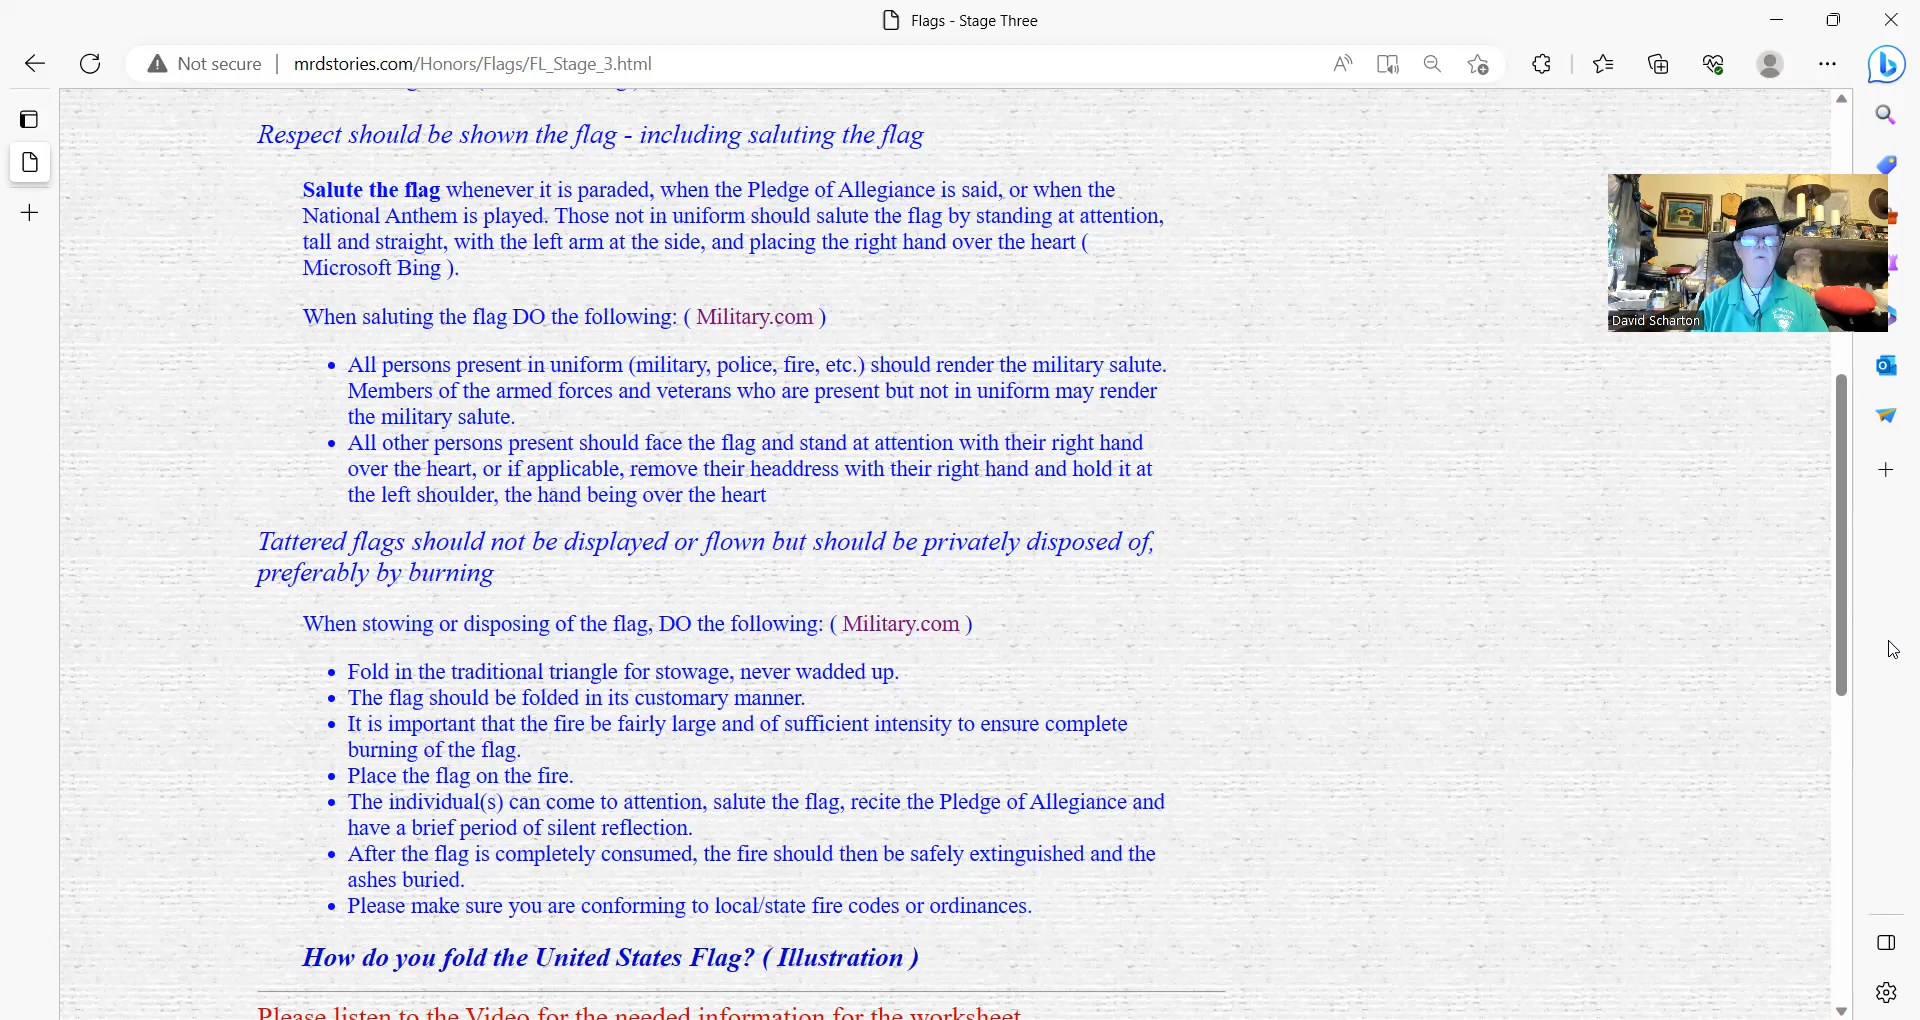 Flags - Stage Three
Not secure | mrdstories.com/Honors/Flags/FL_Stage_3.html
Respect should be shown the flag - including saluting the flag
Salute the flag whenever it is paraded, when the Pledge of Allegiance is said, or when the
National Anthem is played. Those not in uniform should salute the flag by standing at attention,
tall and straight, with the left arm at the side, and placing the right hand over the heart (
Microsoft Bing ).
David Scharton
When saluting the flag DO the following: ( Military.com )
• All persons present in uniform (military, police, fire, etc.) should render the military salute.
Members of the armed forces and veterans who are present but not in uniform may render
the military salute.
• All other persons present should face the flag and stand at attention with their right hand
over the heart, or if applicable, remove their headdress with their right hand and hold it at
the left shoulder, the hand being over the heart
Tattered flags should not be displayed or flown but should be privately disposed of,
preferably by burning
When stowing or disposing of the flag, DO the following: ( Military.com )
• Fold in the traditional triangle for stowage, never wadded up.
• The flag should be folded in its customary manner.
• It is important that the fire be fairly large and of sufficient intensity to ensure complete
burning of the flag.
• Place the flag on the fire.
• The individual(s) can come to attention, salute the flag, recite the Pledge of Allegiance and
have a brief period of silent reflection.
• After the flag is completely consumed, the fire should then be safely extinguished and the
ashes buried.
• Please make sure you are conforming to local/state fire codes or ordinances.
How do you fold the United States Flag? ( Illustration )
Please listen to the Video for the needed information for the worksheet